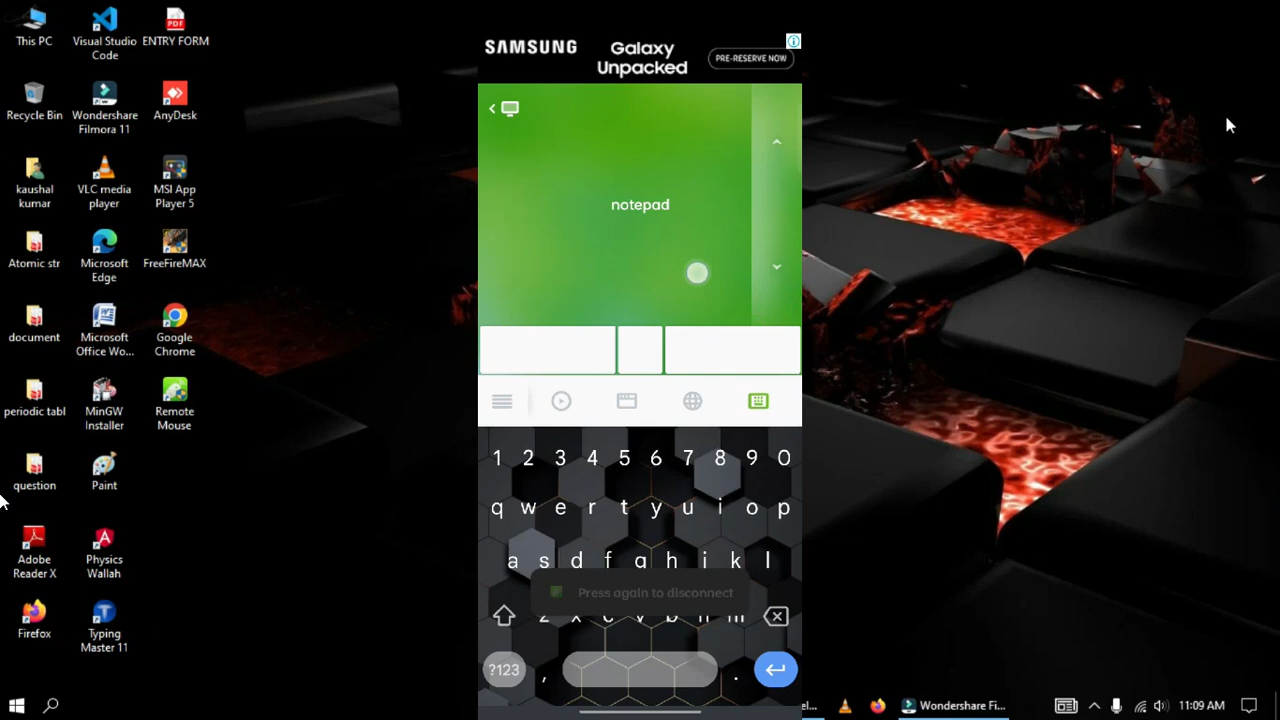 This PC
Visual Studio
Code
ENTRY FORM
Recycle Bin
Wondershare
Filmora 11
AnyDesk
kaushal
kumar
VLC media
player
MSI App
Player 5
Atomic str
Microsoft
Edge
FreeFireMAX
document
Microsoft
Office Wo...
Google
Chrome
periodic tabl
MinGW
Installer
Remote
Mouse
question
Paint
Adobe
Reader X
Physics
Wallah
Firefox
Typing
Master 11
SAMSUNG
Galaxy
Unpacked
PRE-RESERVE NOW
notepad
1 2 3 4 5 6 7 8 9 0
q w e r t y u i o p
a s d f g h j k l
Press again to disconnect
z x c v b n m
?123 , .
Wondershare Fi...
11:09 AM